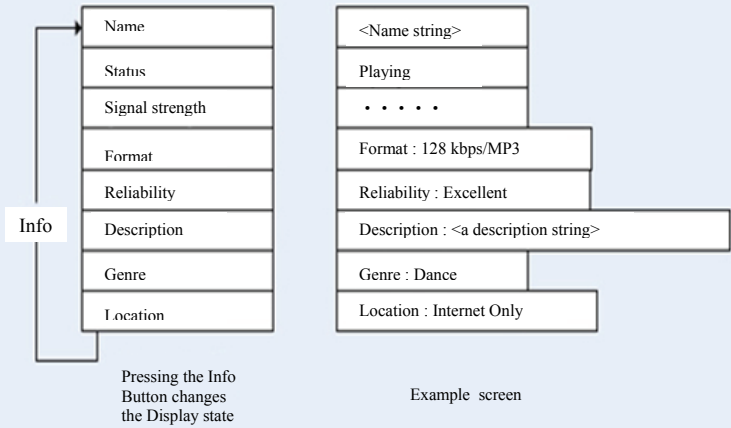 Name
Status
Signal strength
Format
Reliability
Description
Genre
Location
Info
Pressing the Info
Button changes
the Display state
<Name string>
Playing
• • • • •
Format : 128 kbps/MP3
Reliability : Excellent
Description : <a description string>
Genre : Dance
Location : Internet Only
Example screen